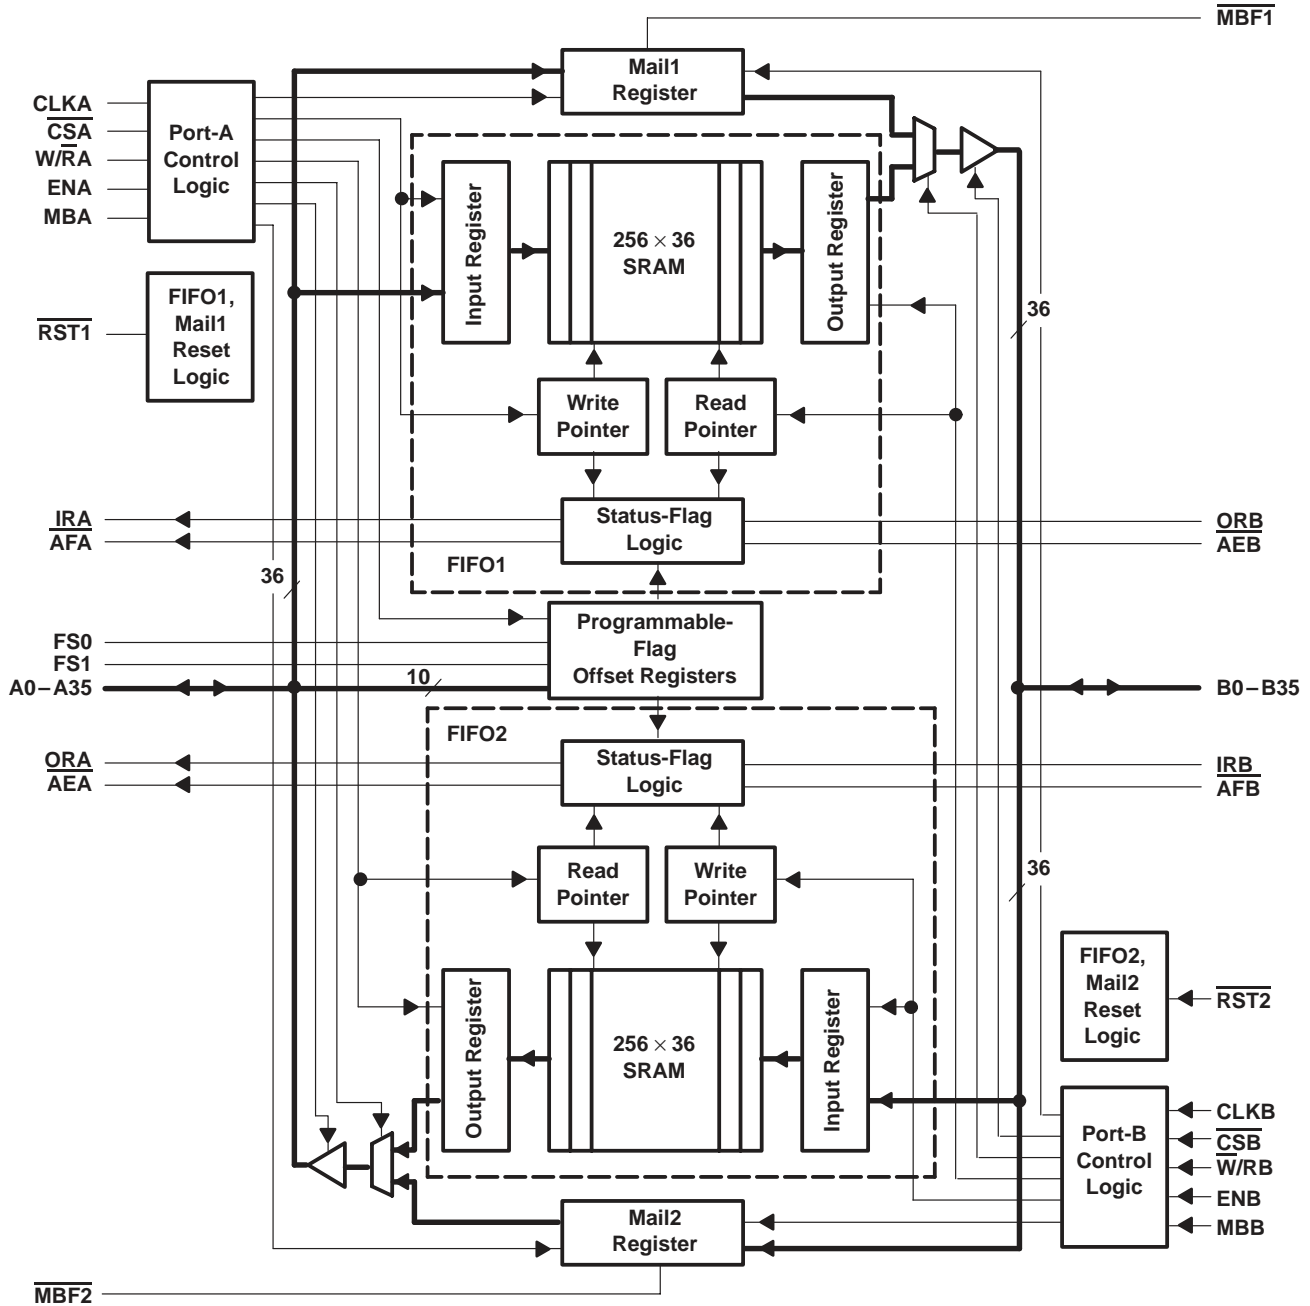 MBF1
Mail1
Register
CLKA
CSA
W/RA
ENA
MBA
Port-A
Control
Logic
Input Register
256 × 36
SRAM
Output Register
FIFO1,
Mail1
Reset
Logic
RST1
36
Write
Pointer
Read
Pointer
IRA
AFA
Status-Flag
Logic
ORB
AEB
FIFO1
36
FS0
FS1
A0–A35
10
Programmable-
Flag
Offset Registers
B0–B35
FIFO2
ORA
AEA
Status-Flag
Logic
IRB
AFB
Read
Pointer
Write
Pointer
36
FIFO2,
Mail2
Reset
Logic
RST2
Output Register
256 × 36
SRAM
Input Register
Port-B
Control
Logic
CLKB
CSB
W/RB
ENB
MBB
Mail2
Register
MBF2